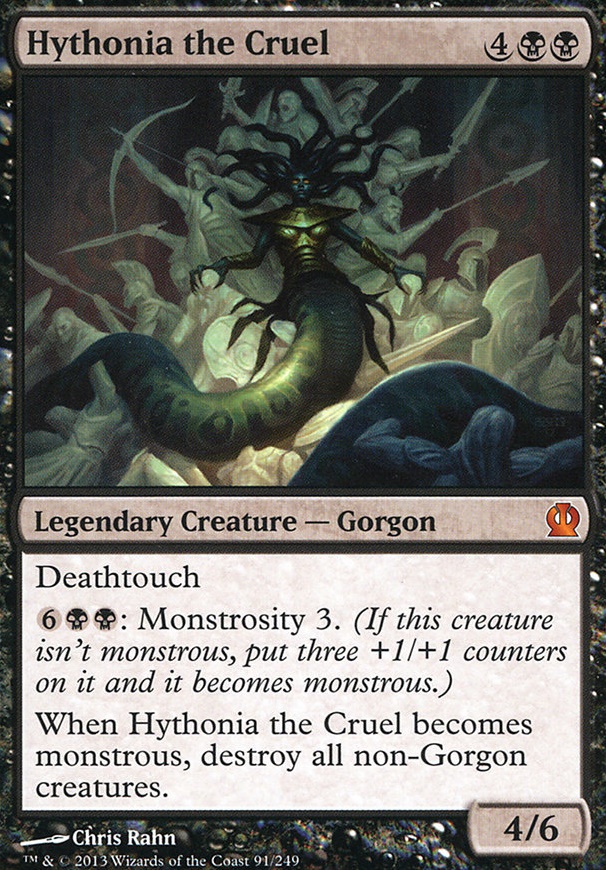 Hythonia the Cruel 4
Legendary Creature — Gorgon
Deathtouch
6: Monstrosity 3. (If this creature
isn't monstrous, put three +1/+1 counters
on it and it becomes monstrous.)
When Hythonia the Cruel becomes
monstrous, destroy all non-Gorgon
creatures.
4/6
Chris Rahn
™ & © 2013 Wizards of the Coast 91/249